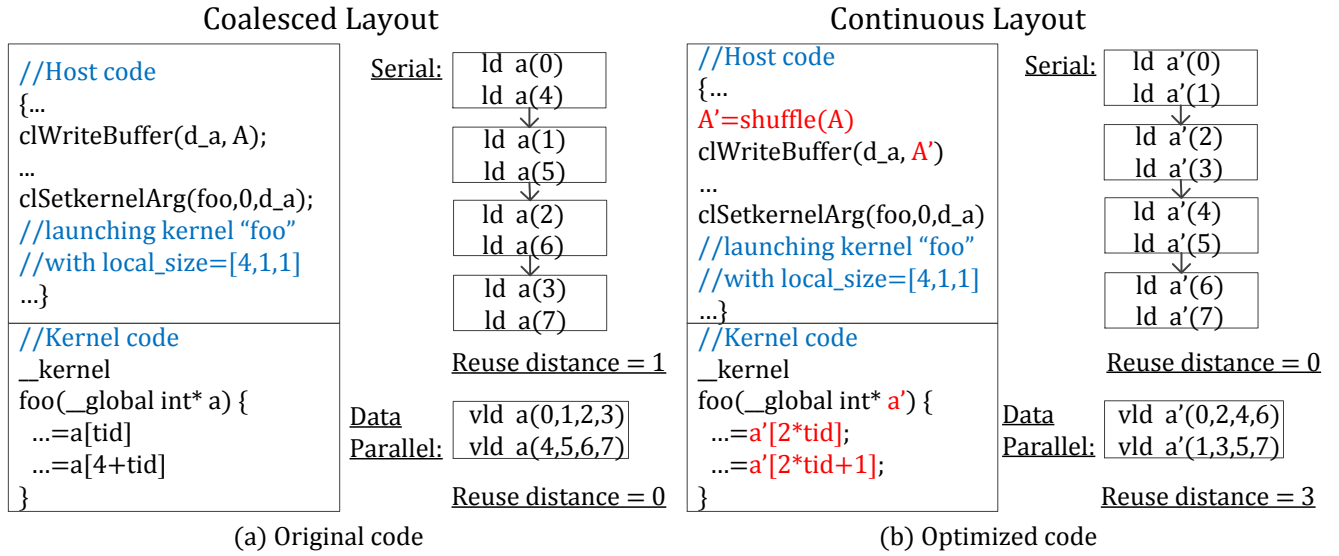 Coalesced Layout
//Host code
{...
clWriteBuffer(d_a, A);
...
clSetkernelArg(foo,0,d_a);
//launching kernel “foo”
//with local_size=[4,1,1]
...}
//Kernel code
__kernel
foo(__global int* a) {
...=a[tid]
...=a[4+tid]
}
Serial:
ld a(0)
ld a(4)
ld a(1)
ld a(5)
ld a(2)
ld a(6)
ld a(3)
ld a(7)
Reuse distance = 1
Data
Parallel:
vld a(0,1,2,3)
vld a(4,5,6,7)
Reuse distance = 0
(a) Original code
Continuous Layout
//Host code
{...
A’=shuffle(A)
clWriteBuffer(d_a, A’)
...
clSetkernelArg(foo,0,d_a)
//launching kernel “foo”
//with local_size=[4,1,1]
...}
//Kernel code
__kernel
foo(__global int* a’) {
...=a’[2*tid];
...=a’[2*tid+1];
}
Serial:
ld a’(0)
ld a’(1)
ld a’(2)
ld a’(3)
ld a’(4)
ld a’(5)
ld a’(6)
ld a’(7)
Reuse distance = 0
Data
Parallel:
vld a’(0,2,4,6)
vld a’(1,3,5,7)
Reuse distance = 3
(b) Optimized code